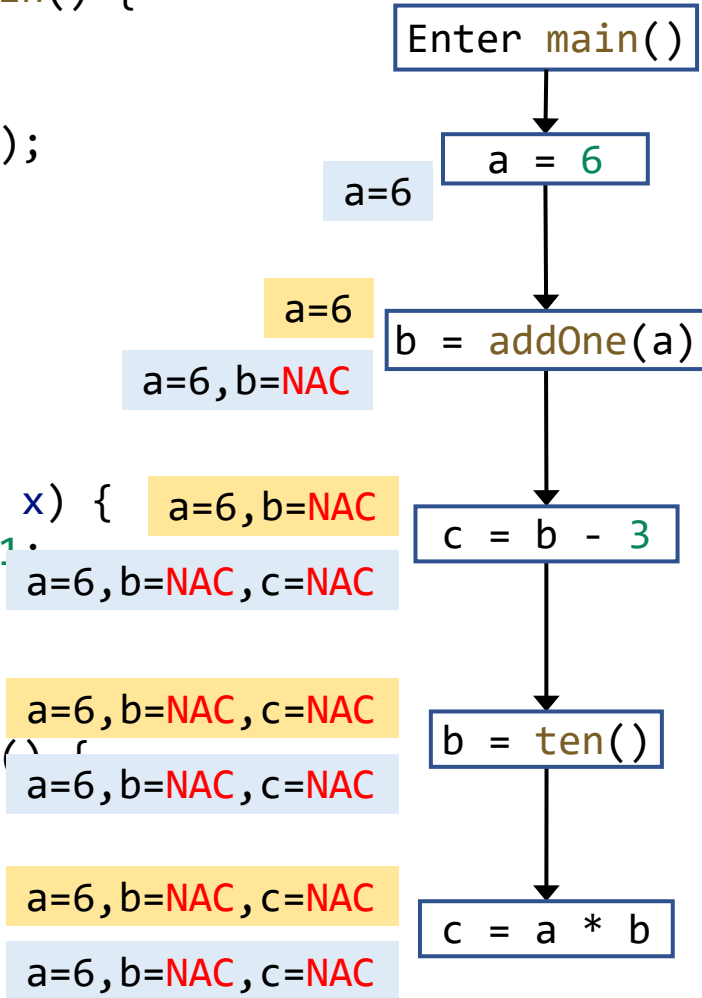 () {
Enter main()
);
a = 6
a=6
a=6
b = addOne(a)
a=6,b=NAC
x) {
a=6,b=NAC
c = b - 3
a=6,b=NAC,c=NAC
a=6,b=NAC,c=NAC
b = ten()
a=6,b=NAC,c=NAC
a=6,b=NAC,c=NAC
c = a * b
a=6,b=NAC,c=NAC